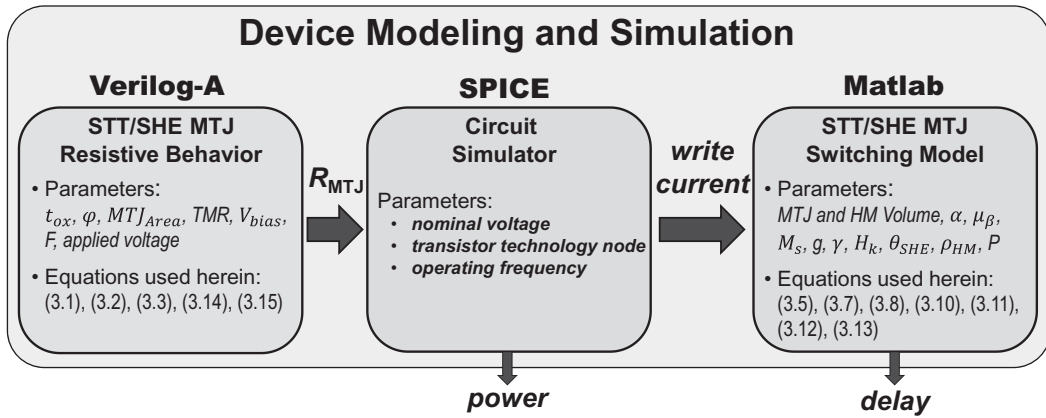 Device Modeling and Simulation
Verilog-A
STT/SHE MTJ
Resistive Behavior
• Parameters:
t_ox, φ, MTJ_Area, TMR, V_bias,
F, applied voltage
• Equations used herein:
(3.1), (3.2), (3.3), (3.14), (3.15)
R_MTJ
SPICE
Circuit
Simulator
Parameters:
• nominal voltage
• transistor technology node
• operating frequency
write
current
Matlab
STT/SHE MTJ
Switching Model
• Parameters:
MTJ and HM Volume, α, μ_β,
M_s, g, γ, H_k, θ_SHE, ρ_HM, P
• Equations used herein:
(3.5), (3.7), (3.8), (3.10), (3.11),
(3.12), (3.13)
power
delay